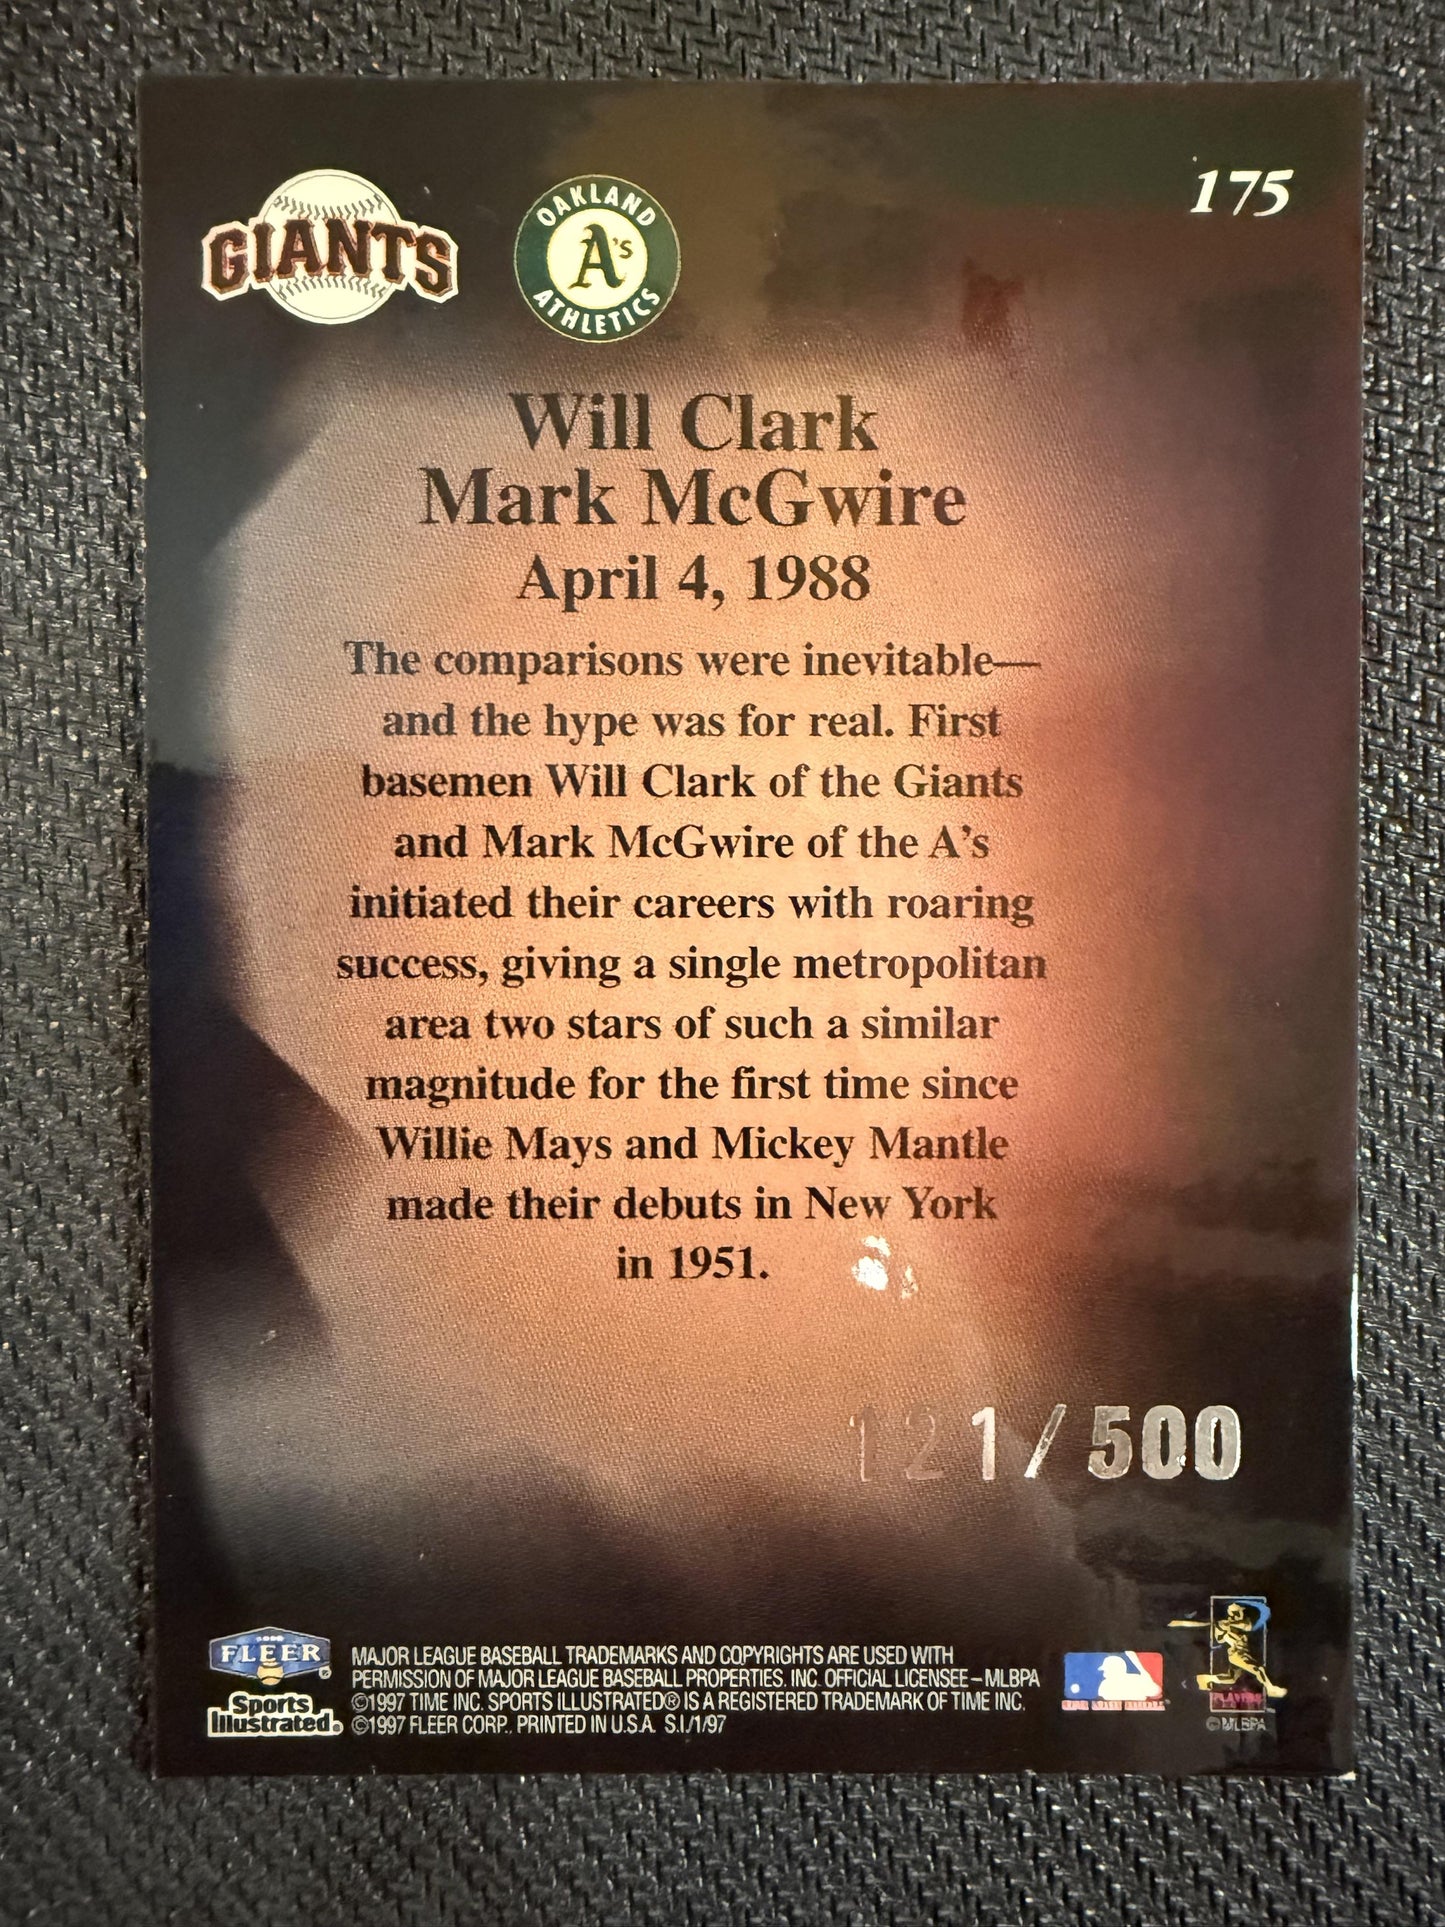 175
GIANTS
OAKLAND
A's
ATHLETICS
Will Clark
Mark McGwire
April 4, 1988
The comparisons were inevitable—
and the hype was for real. First
basemen Will Clark of the Giants
and Mark McGwire of the A's
initiated their careers with roaring
success, giving a single metropolitan
area two stars of such a similar
magnitude for the first time since
Willie Mays and Mickey Mantle
made their debuts in New York
in 1951.
121/500
FLEER
Sports
Illustrated®
MAJOR LEAGUE BASEBALL TRADEMARKS AND COPYRIGHTS ARE USED WITH
PERMISSION OF MAJOR LEAGUE BASEBALL PROPERTIES, INC. OFFICIAL LICENSEE – MLBPA
©1997 TIME INC. SPORTS ILLUSTRATED® IS A REGISTERED TRADEMARK OF TIME INC.
©1997 FLEER CORP., PRINTED IN U.S.A. S.I./1/97
PLAYERS
©MLBPA